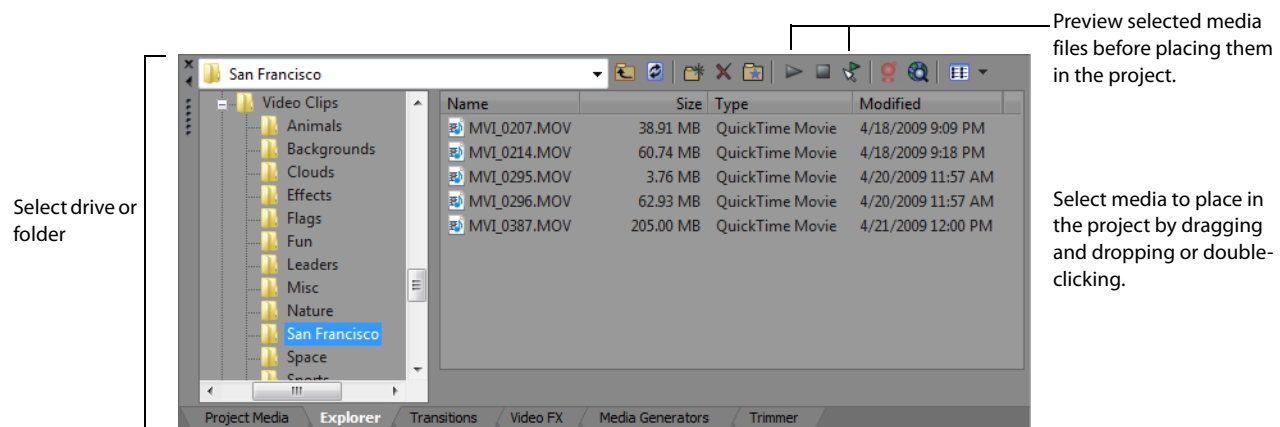 Preview selected media
files before placing them
in the project.
San Francisco
Video Clips
Animals
Backgrounds
Clouds
Effects
Flags
Fun
Leaders
Misc
Nature
San Francisco
Space
Sports
Name Size Type Modified
MVI_0207.MOV 38.91 MB QuickTime Movie 4/18/2009 9:09 PM
MVI_0214.MOV 60.74 MB QuickTime Movie 4/18/2009 9:18 PM
MVI_0295.MOV 3.76 MB QuickTime Movie 4/20/2009 11:57 AM
MVI_0296.MOV 62.93 MB QuickTime Movie 4/20/2009 11:57 AM
MVI_0387.MOV 205.00 MB QuickTime Movie 4/21/2009 12:00 PM
Select drive or
folder
Select media to place in
the project by dragging
and dropping or double-
clicking.
Project Media Explorer Transitions Video FX Media Generators Trimmer